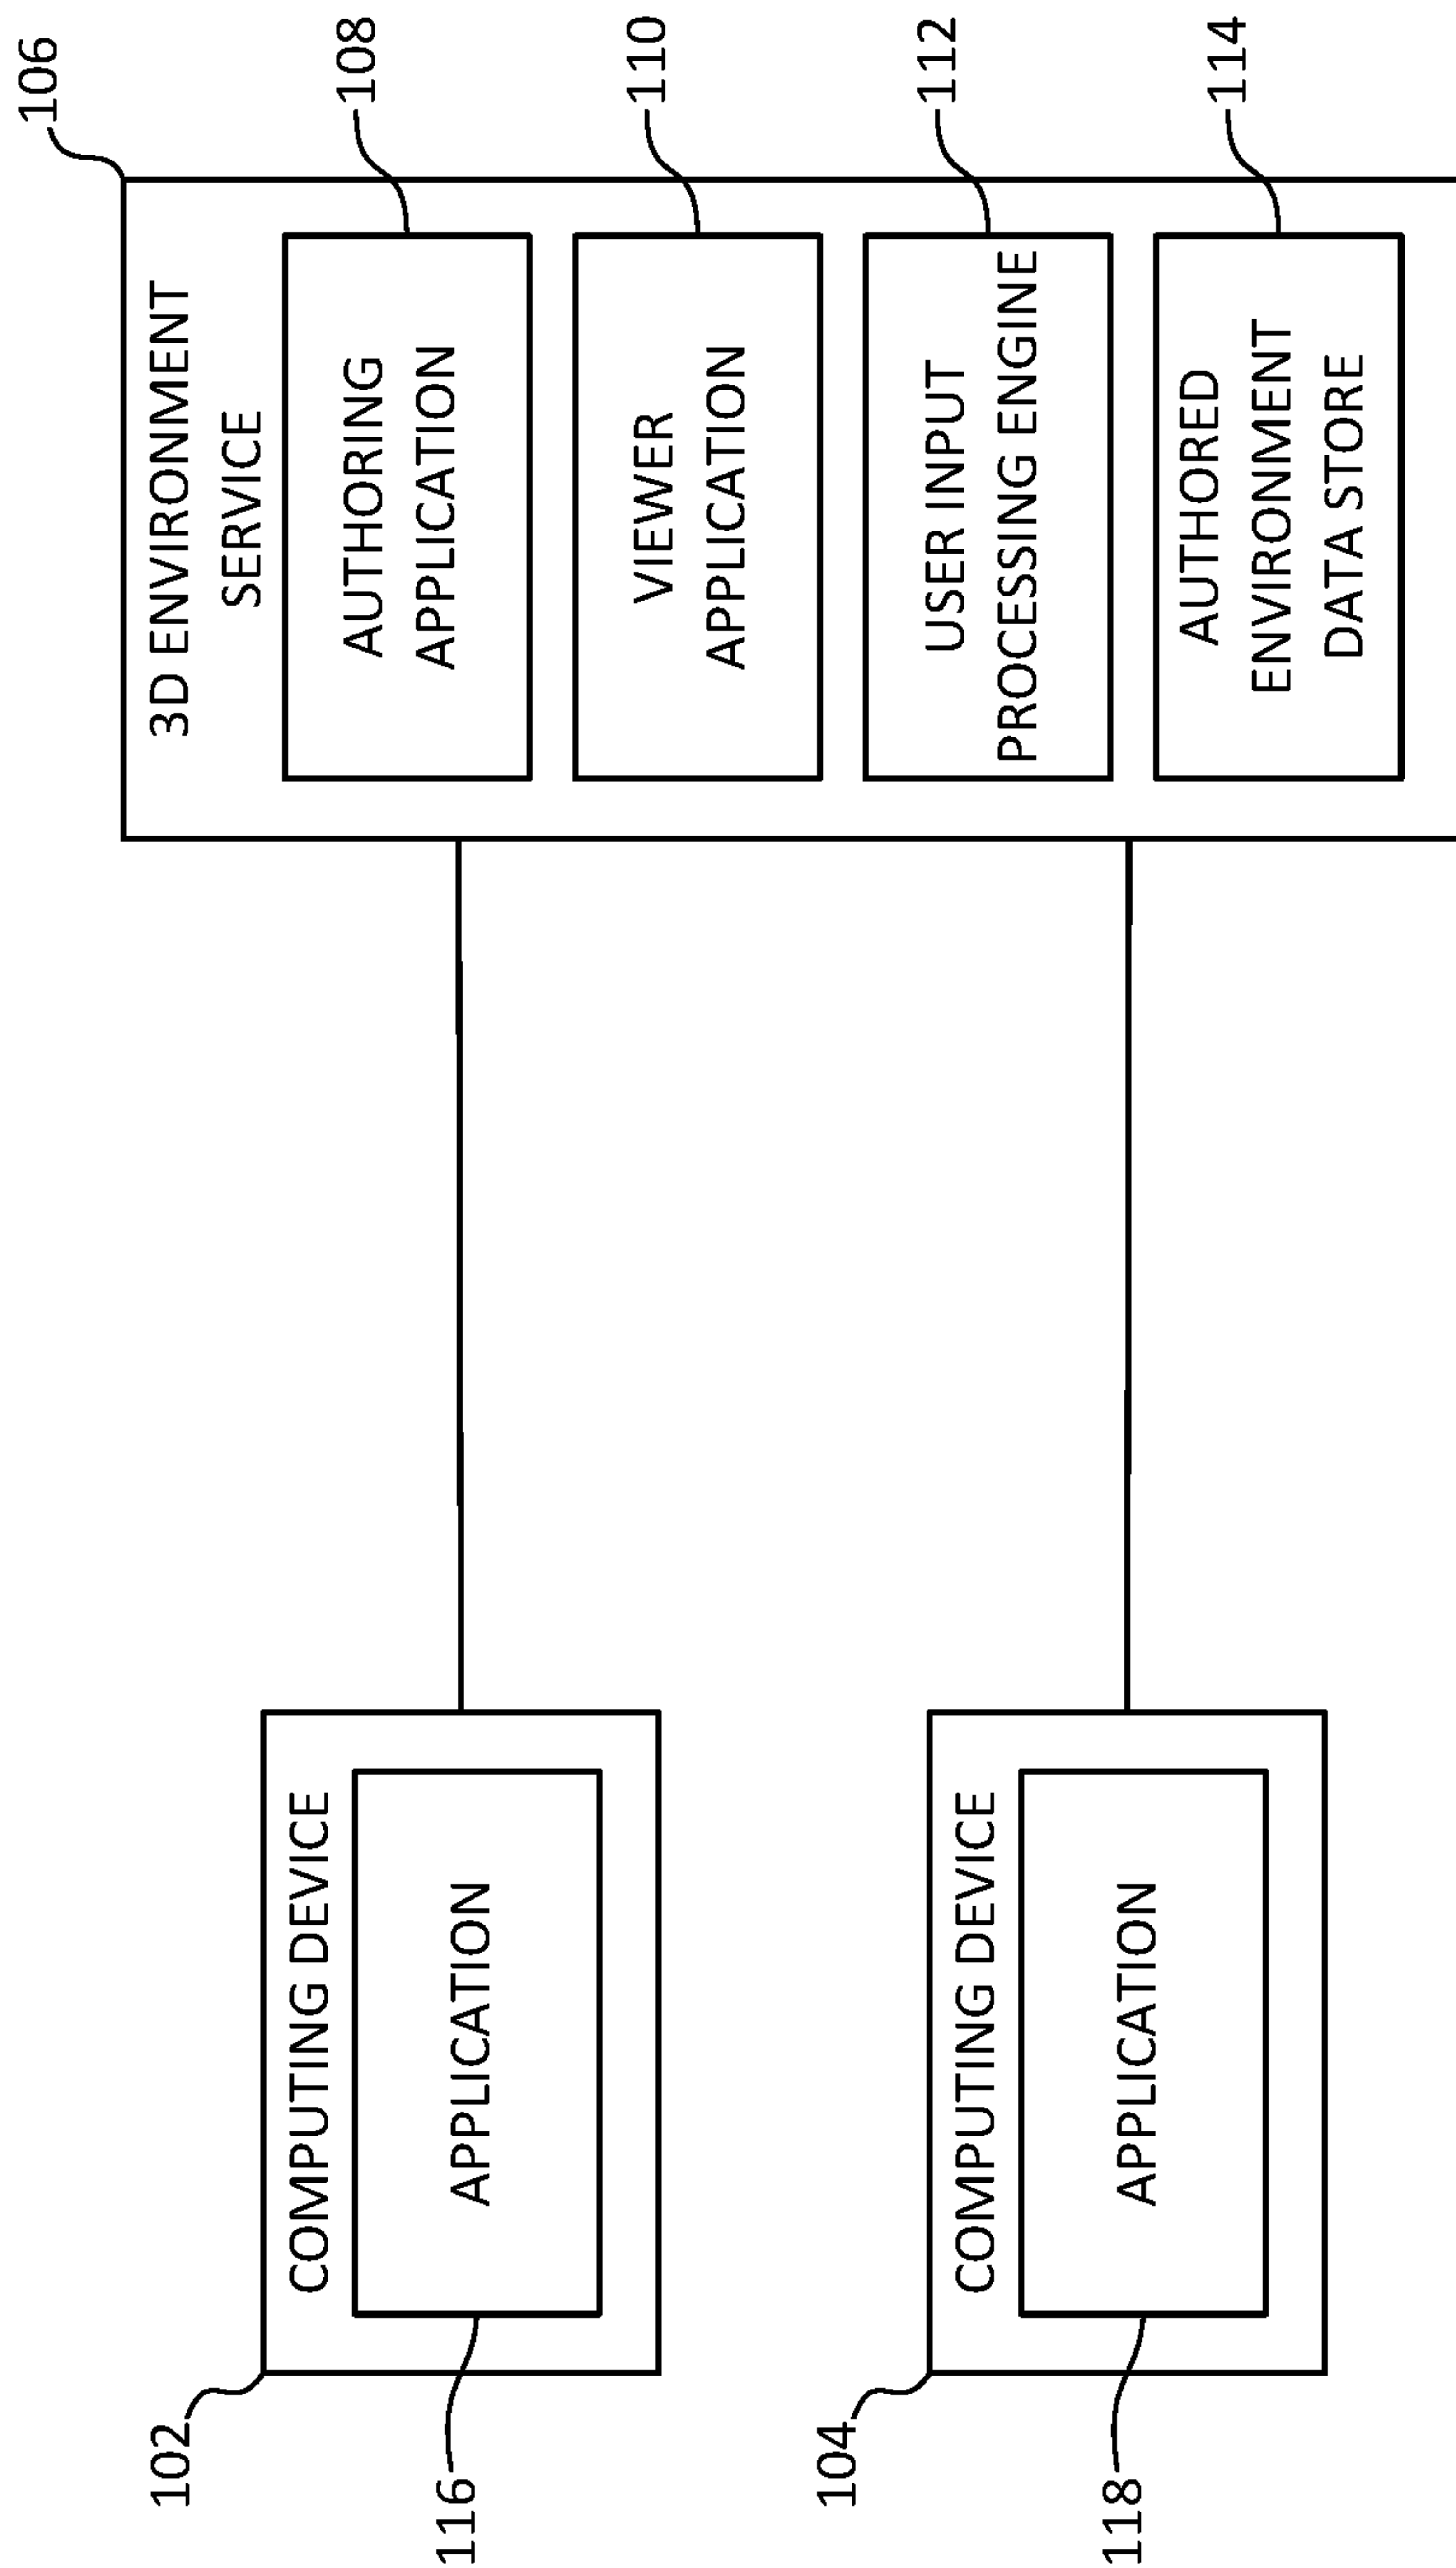 102
COMPUTING DEVICE
APPLICATION
116
104
COMPUTING DEVICE
APPLICATION
118
106
3D ENVIRONMENT
SERVICE
AUTHORING
APPLICATION
108
VIEWER
APPLICATION
110
USER INPUT
PROCESSING ENGINE
112
AUTHORED
ENVIRONMENT
DATA STORE
114